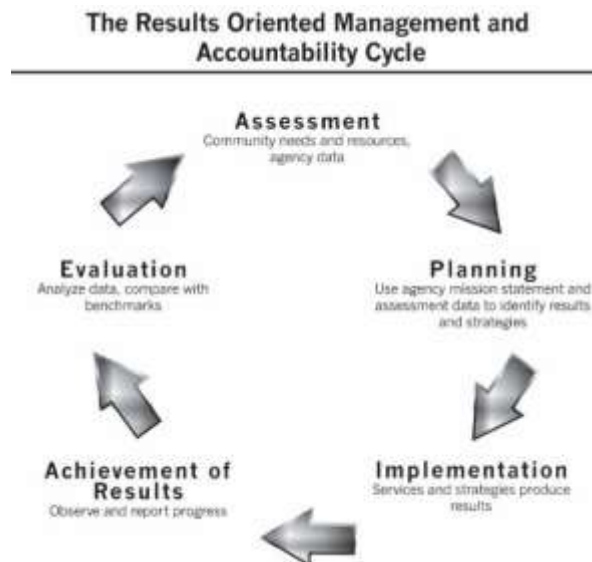 The Results Oriented Management and
Accountability Cycle
Assessment
Community needs and resources,
agency data
Planning
Use agency mission statement and
assessment data to identify results
and strategies
Implementation
Services and strategies produce
results
Achievement of
Results
Observe and report progress
Evaluation
Analyze data, compare with
benchmarks